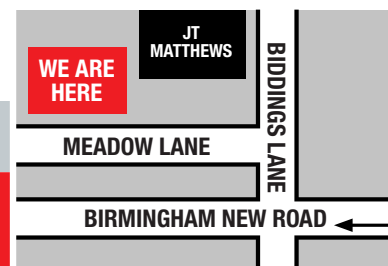 JT
MATTHEWS
WE ARE
HERE
BIDDINGS LANE
MEADOW LANE
BIRMINGHAM NEW ROAD